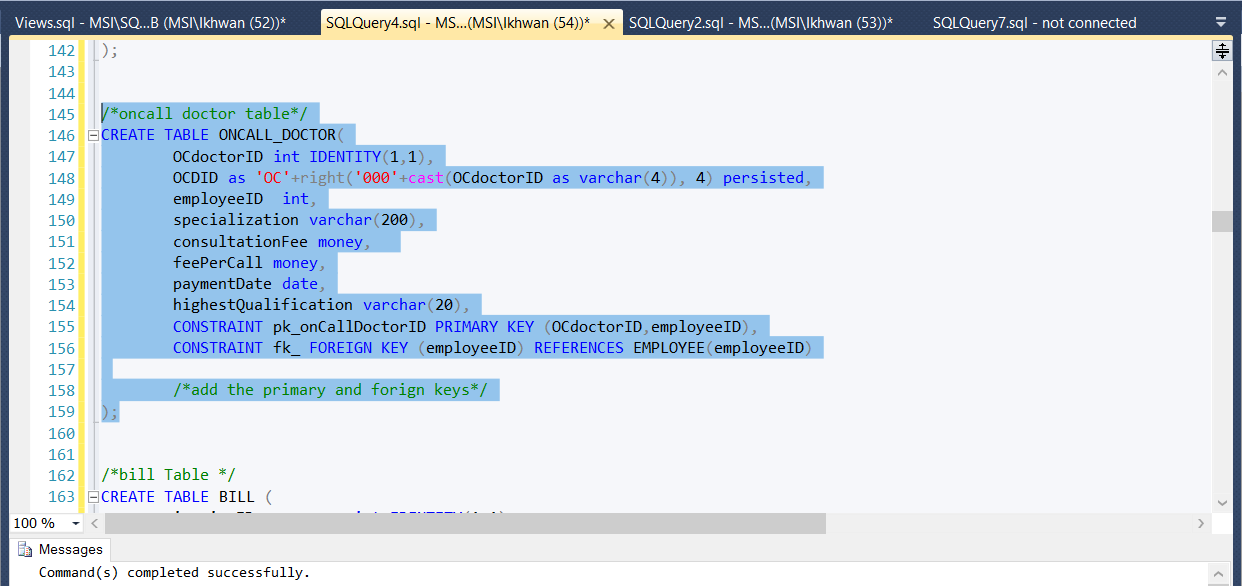 Views.sql - MSI\SQ...B (MSI\Ikhwan (52))* SQLQuery4.sql - MS...(MSI\Ikhwan (54))* SQLQuery2.sql - MS...(MSI\Ikhwan (53))* SQLQuery7.sql - not connected
142 );
143
144
145 /*oncall doctor table*/
146 CREATE TABLE ONCALL_DOCTOR(
147 OCdoctorID int IDENTITY(1,1),
148 OCDID as 'OC'+right('000'+cast(OCdoctorID as varchar(4)), 4) persisted,
149 employeeID int,
150 specialization varchar(200),
151 consultationFee money,
152 feePerCall money,
153 paymentDate date,
154 highestQualification varchar(20),
155 CONSTRAINT pk_onCallDoctorID PRIMARY KEY (OCdoctorID,employeeID),
156 CONSTRAINT fk_ FOREIGN KEY (employeeID) REFERENCES EMPLOYEE(employeeID)
157
158 /*add the primary and forign keys*/
159 );
160
161
162 /*bill Table */
163 CREATE TABLE BILL (
100 %
Messages
Command(s) completed successfully.